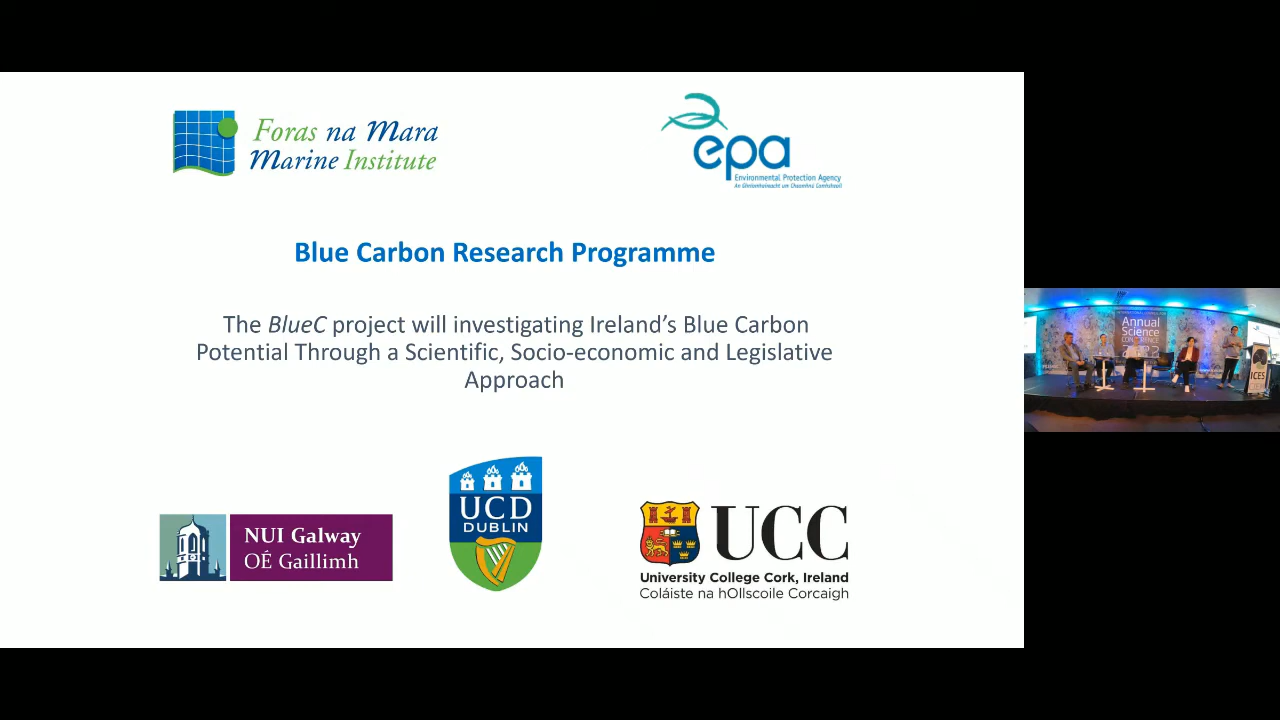 Foras na Mara
Marine Institute
epa
Environmental Protection Agency
An Ghníomhaireacht um Chaomhnú Comhshaoil
Blue Carbon Research Programme
The BlueC project will investigating Ireland's Blue Carbon
Potential Through a Scientific, Socio-economic and Legislative
Approach
NUI Galway
OÉ Gaillimh
UCD
DUBLIN
UCC
University College Cork, Ireland
Coláiste na hOllscoile Corcaigh
Annual
Science
CONFERENCE
2022
ICES